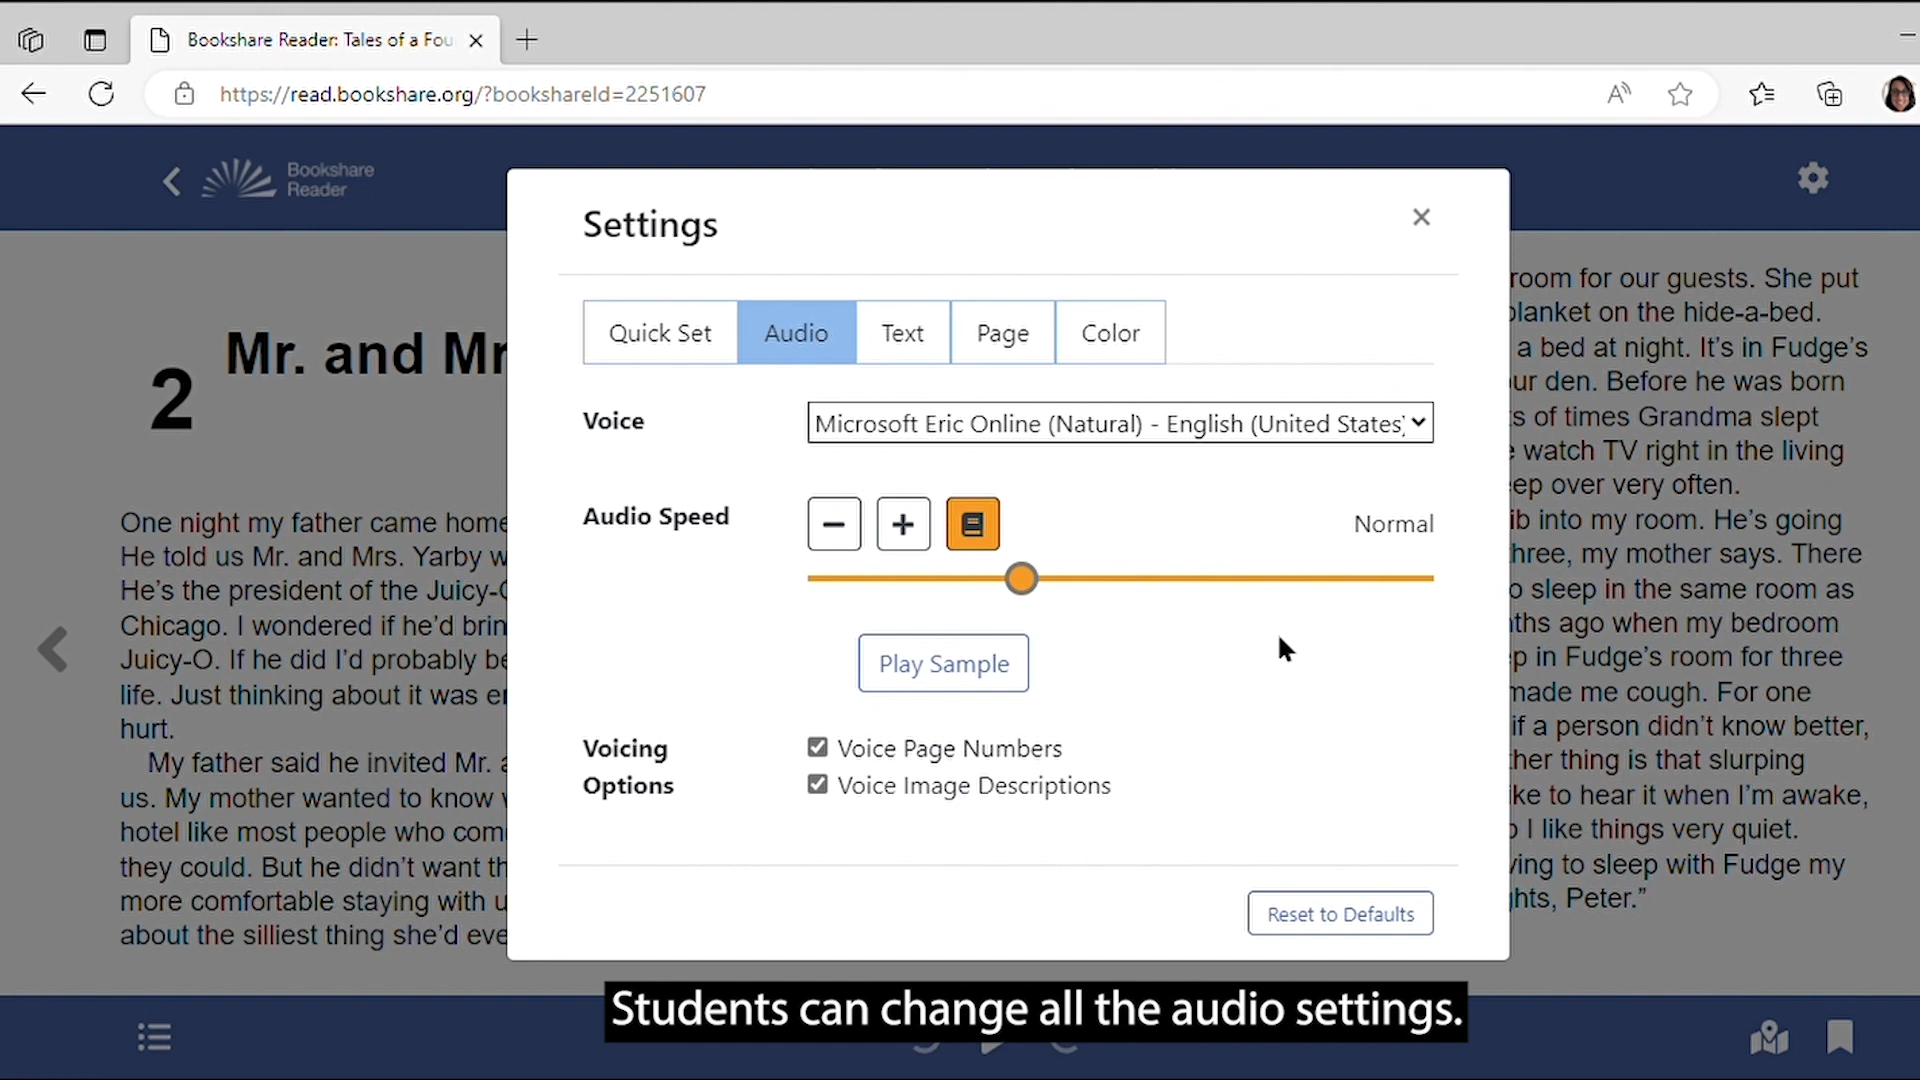 Bookshare Reader: Tales of a Fou
https://read.bookshare.org/?bookshareId=2251607
Bookshare
Reader
2
Mr. and Mr
One night my father came home
He told us Mr. and Mrs. Yarby w
He's the president of the Juicy-
Chicago. I wondered if he'd brin
Juicy-O. If he did I'd probably be
life. Just thinking about it was e
hurt.
My father said he invited Mr.
us. My mother wanted to know
hotel like most people who com
they could. But he didn't want th
more comfortable staying with u
about the silliest thing she'd eve
Settings
Quick Set
Audio
Text
Page
Color
Voice
Microsoft Eric Online (Natural) - English (United States)
Audio Speed
Normal
Play Sample
Voicing
Options
Voice Page Numbers
Voice Image Descriptions
Reset to Defaults
room for our guests. She put
blanket on the hide-a-bed.
a bed at night. It's in Fudge's
ur den. Before he was born
s of times Grandma slept
watch TV right in the living
ep over very often.
ib into my room. He's going
three, my mother says. There
o sleep in the same room as
ths ago when my bedroom
p in Fudge's room for three
made me cough. For one
if a person didn't know better,
ther thing is that slurping
ke to hear it when I'm awake,
I like things very quiet.
ying to sleep with Fudge my
hts, Peter."
Students can change all the audio settings.